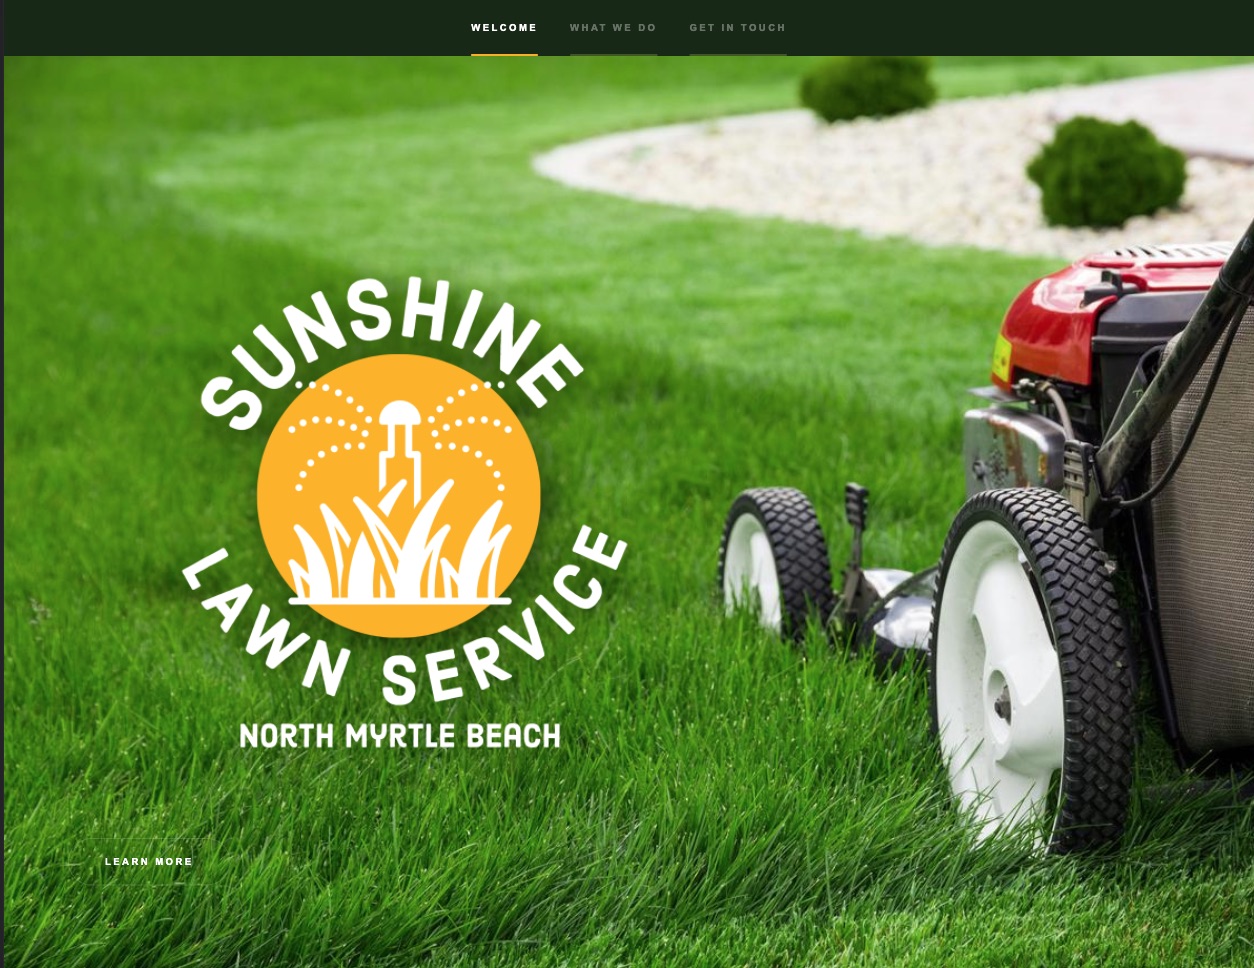 WELCOME WHAT WE DO GET IN TOUCH
SUNSHINE
LAWN SERVICE
NORTH MYRTLE BEACH
LEARN MORE